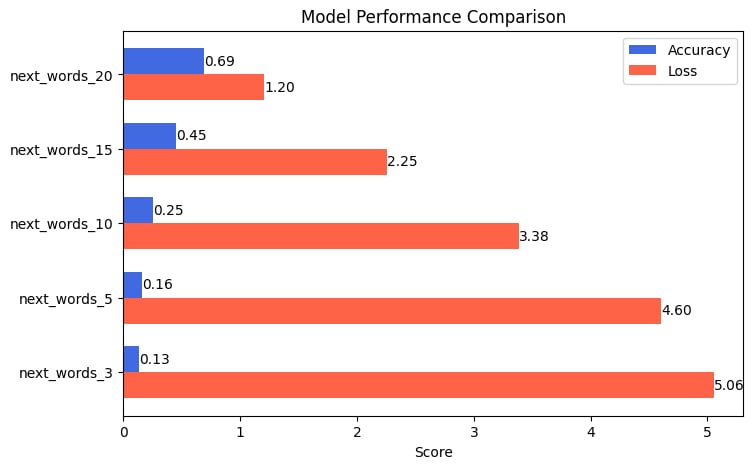 Model Performance Comparison
Accuracy
Loss
next_words_20
0.69
1.20
next_words_15
0.45
2.25
next_words_10
0.25
3.38
next_words_5
0.16
4.60
next_words_3
0.13
5.06
0 1 2 3 4 5
Score